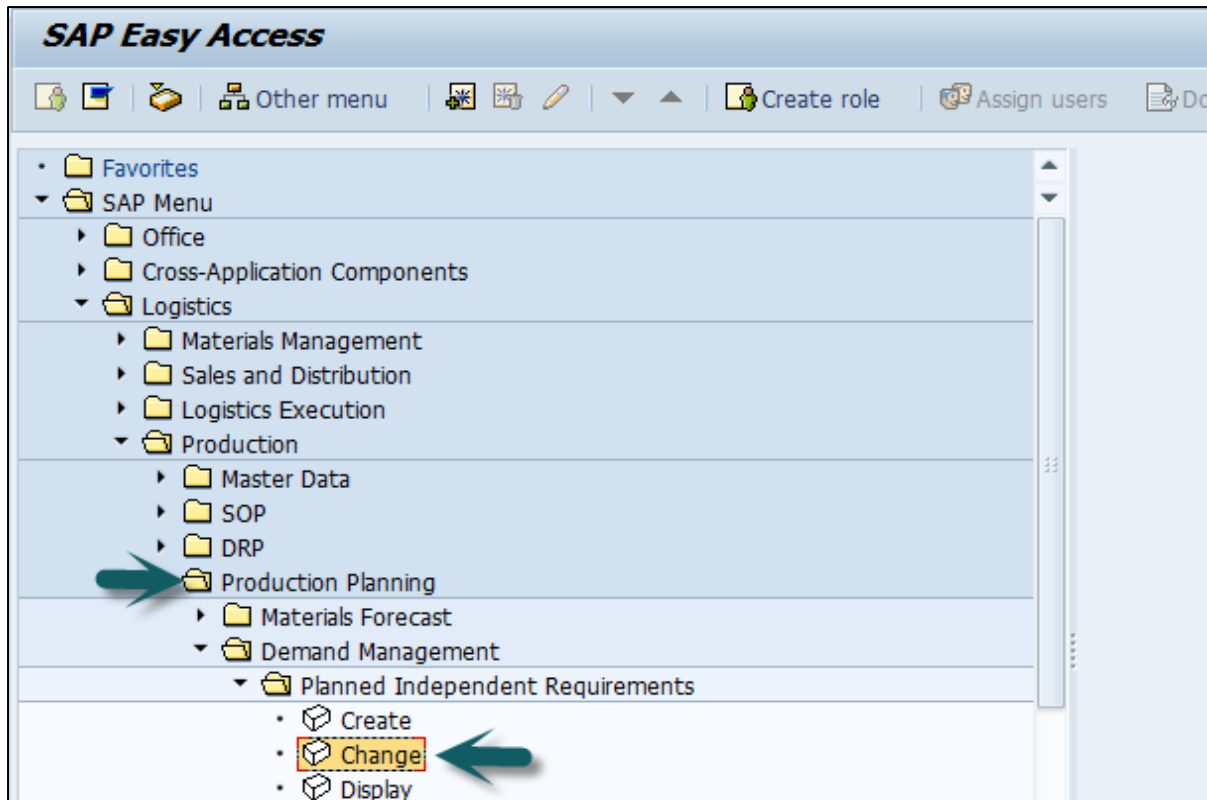 SAP Easy Access
Other menu Create role Assign users Do
Favorites
SAP Menu
Office
Cross-Application Components
Logistics
Materials Management
Sales and Distribution
Logistics Execution
Production
Master Data
SOP
DRP
Production Planning
Materials Forecast
Demand Management
Planned Independent Requirements
Create
Change
Display